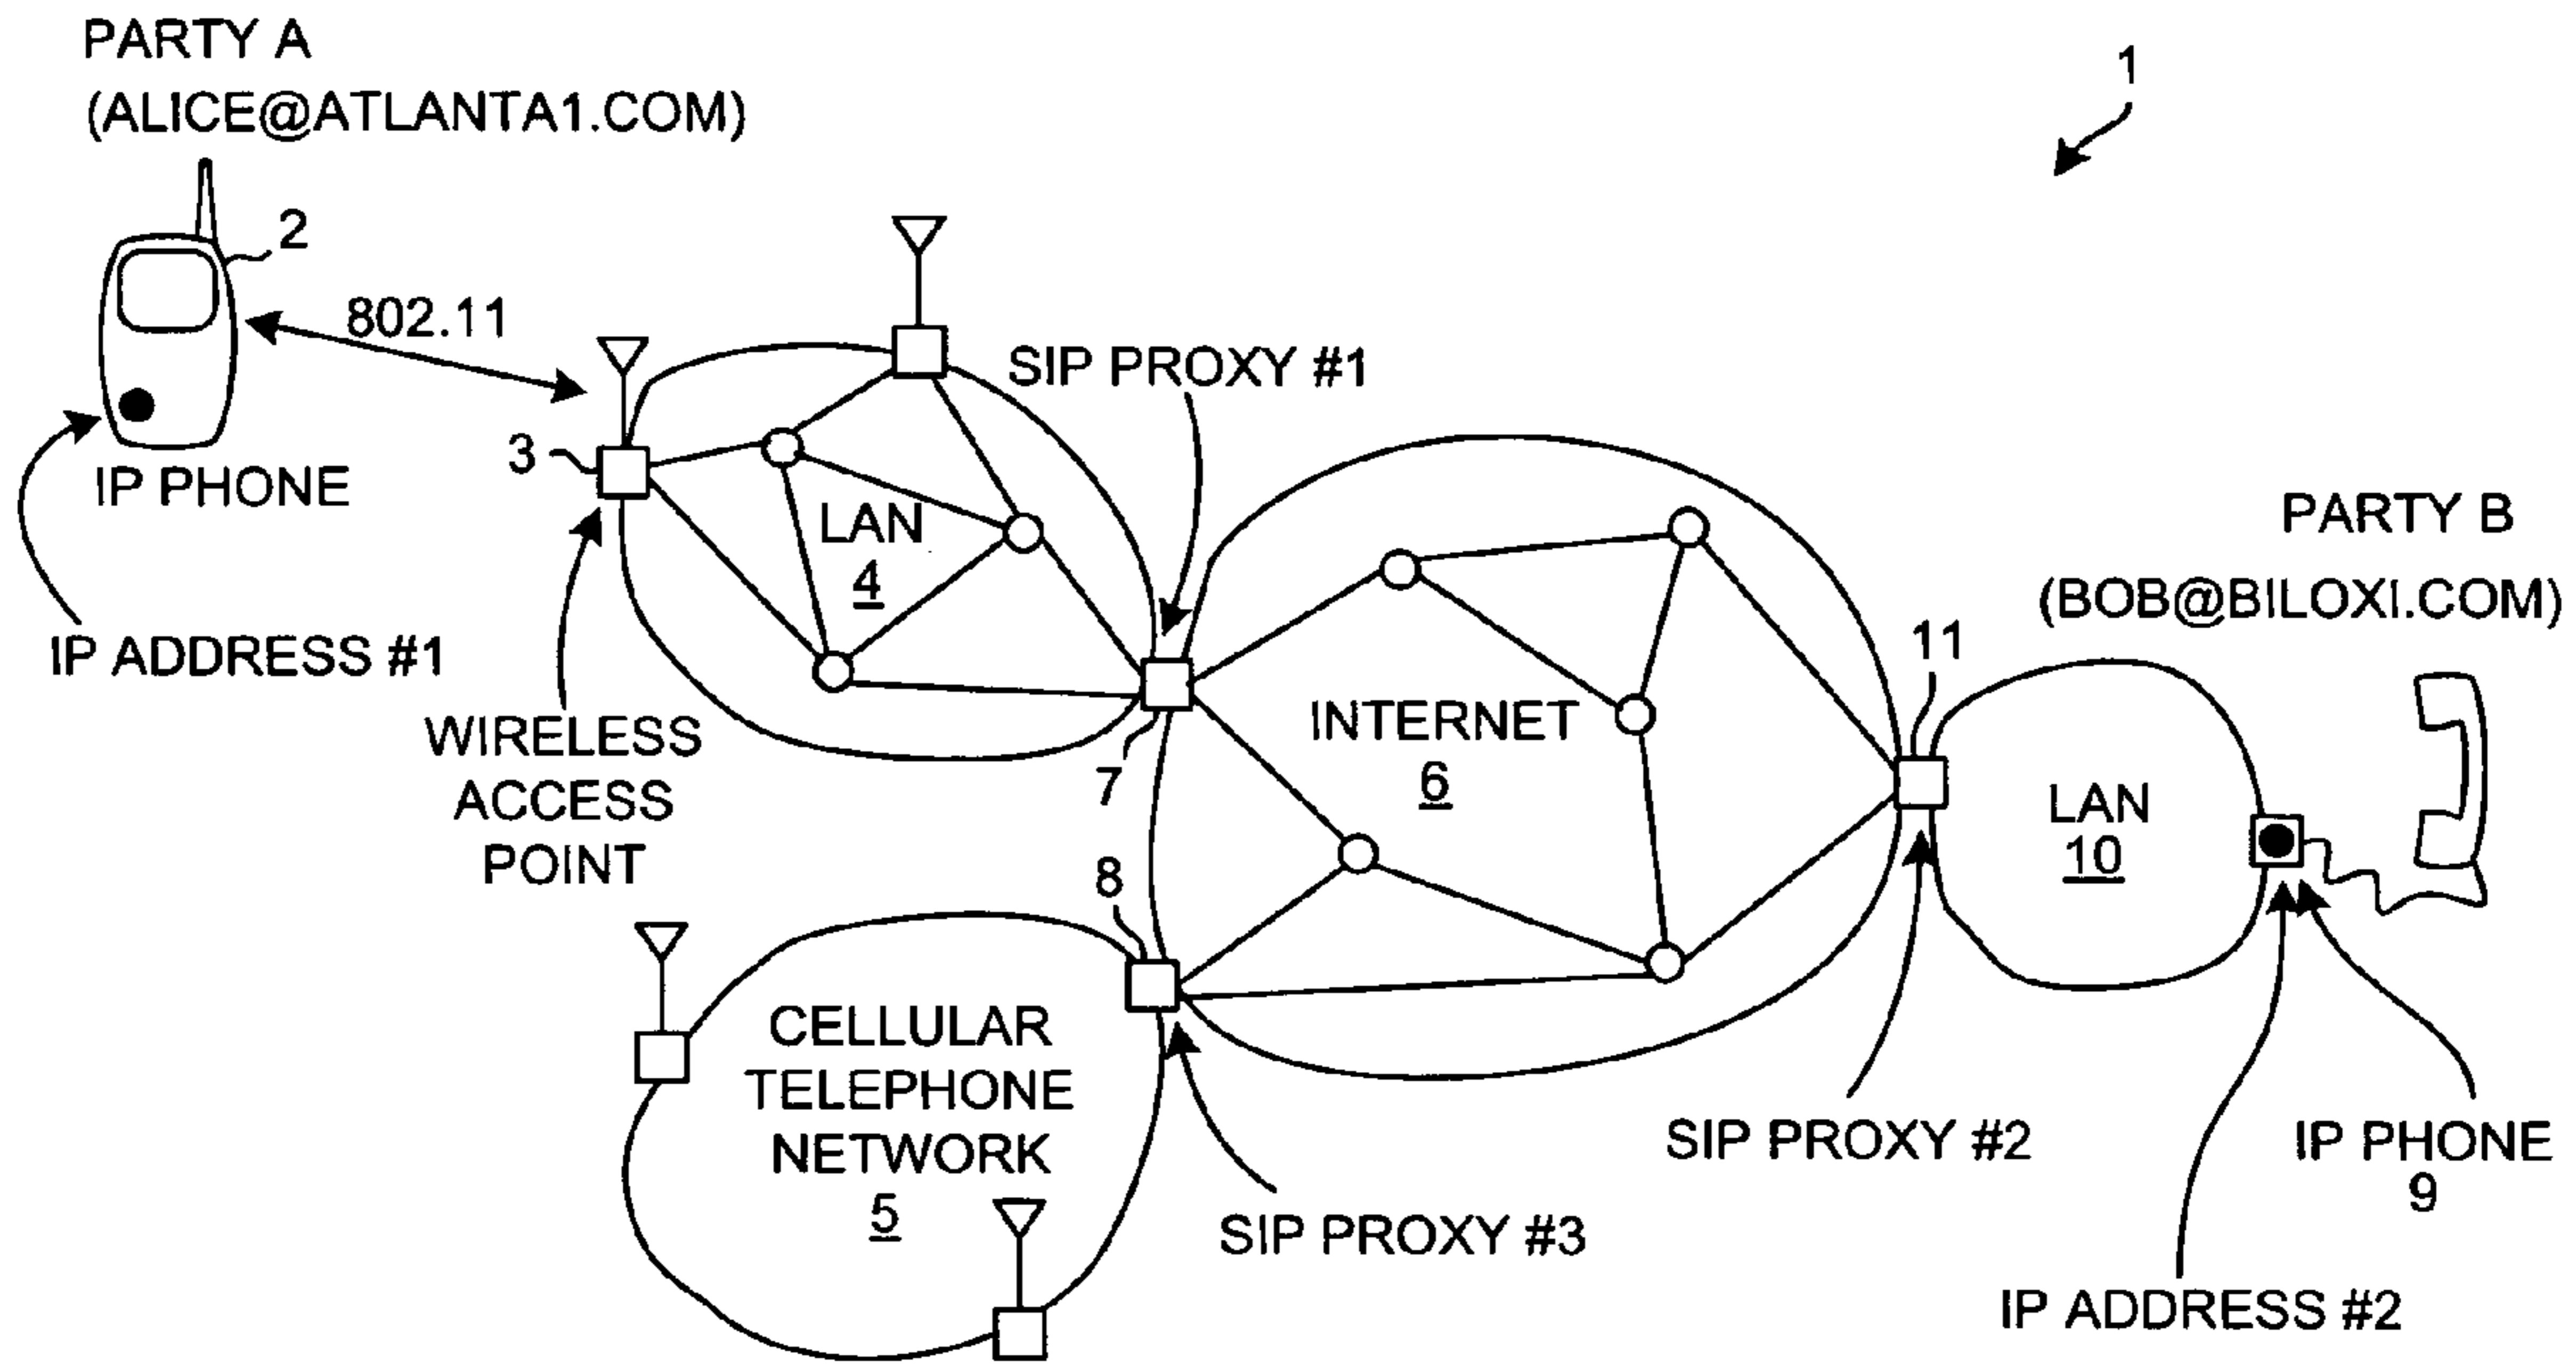 PARTY A
(ALICE@ATLANTA1.COM)
1
2
802.11
SIP PROXY #1
3
IP PHONE
LAN
4
PARTY B
(BOB@BILOXI.COM)
IP ADDRESS #1
11
WIRELESS
ACCESS
POINT
7
INTERNET
6
LAN
10
8
CELLULAR
TELEPHONE
NETWORK
5
SIP PROXY #3
SIP PROXY #2
IP PHONE
9
IP ADDRESS #2